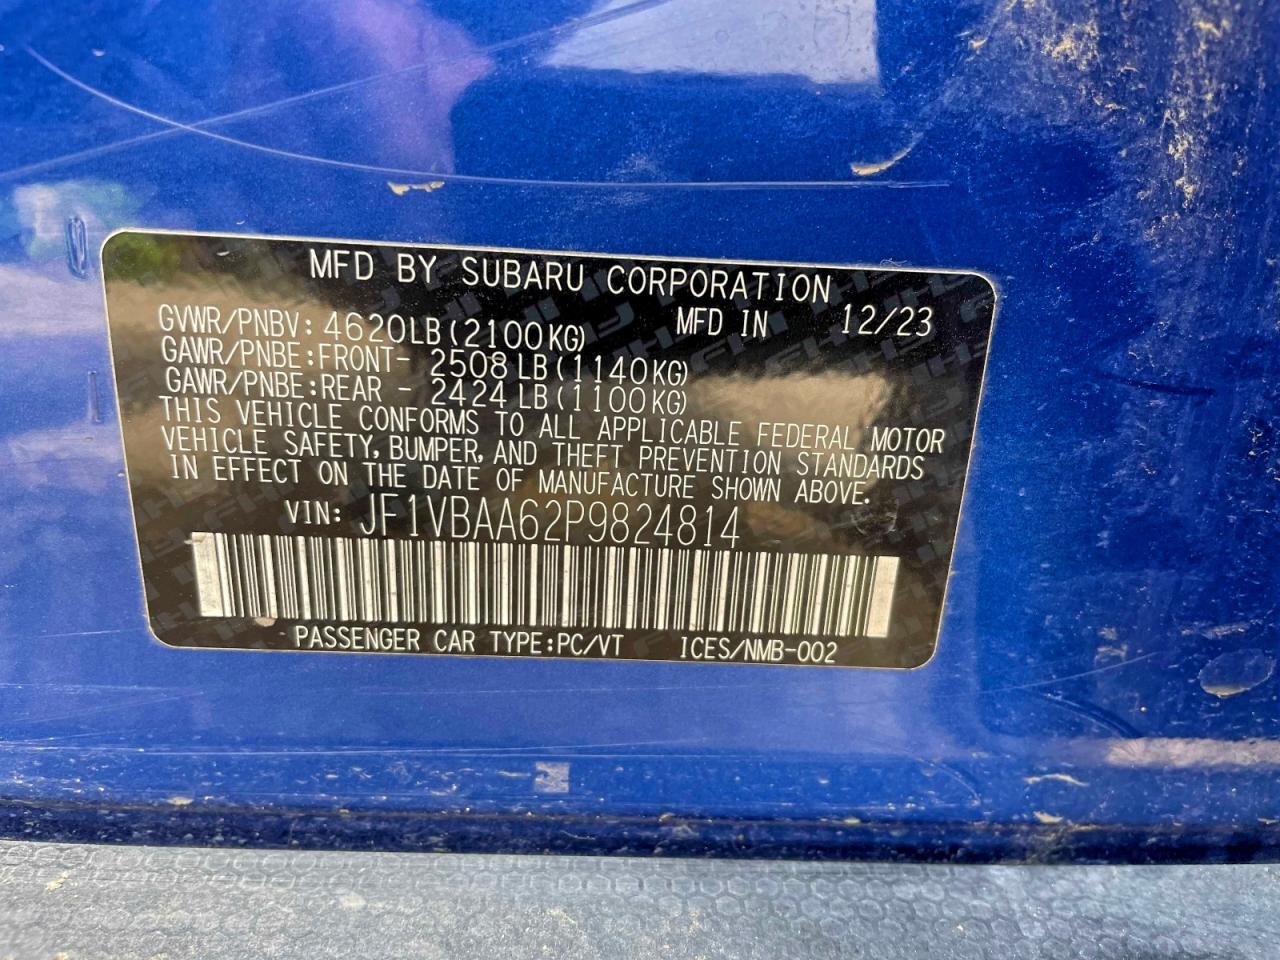 MFD BY SUBARU CORPORATION
GVWR/PNBV: 4620LB(2100KG) MFD IN 12/23
GAWR/PNBE:FRONT- 2508LB(1140KG)
GAWR/PNBE:REAR - 2424LB(1100KG)
THIS VEHICLE CONFORMS TO ALL APPLICABLE FEDERAL MOTOR
VEHICLE SAFETY, BUMPER, AND THEFT PREVENTION STANDARDS
IN EFFECT ON THE DATE OF MANUFACTURE SHOWN ABOVE.
VIN: JF1VBAA62P9824814
PASSENGER CAR TYPE:PC/VT ICES/NMB-002